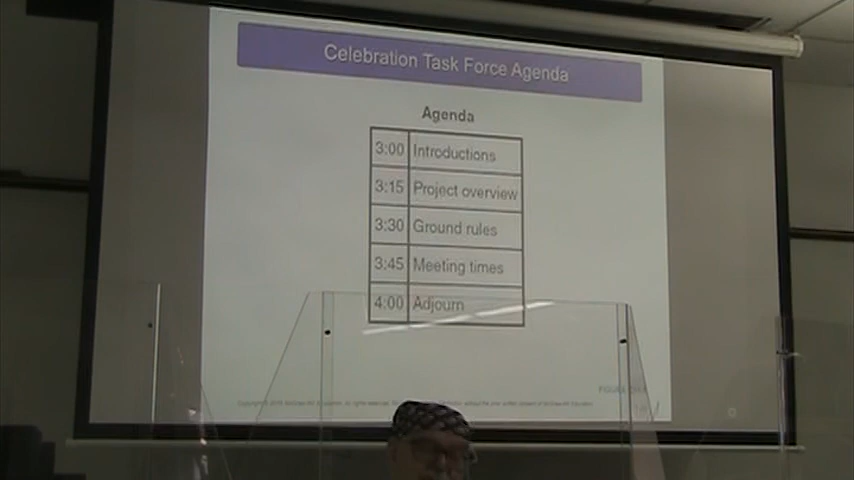 Celebration Task Force Agenda
Agenda
3:00 Introductions
3:15 Project overview
3:30 Ground rules
3:45 Meeting times
4:00 Adjourn